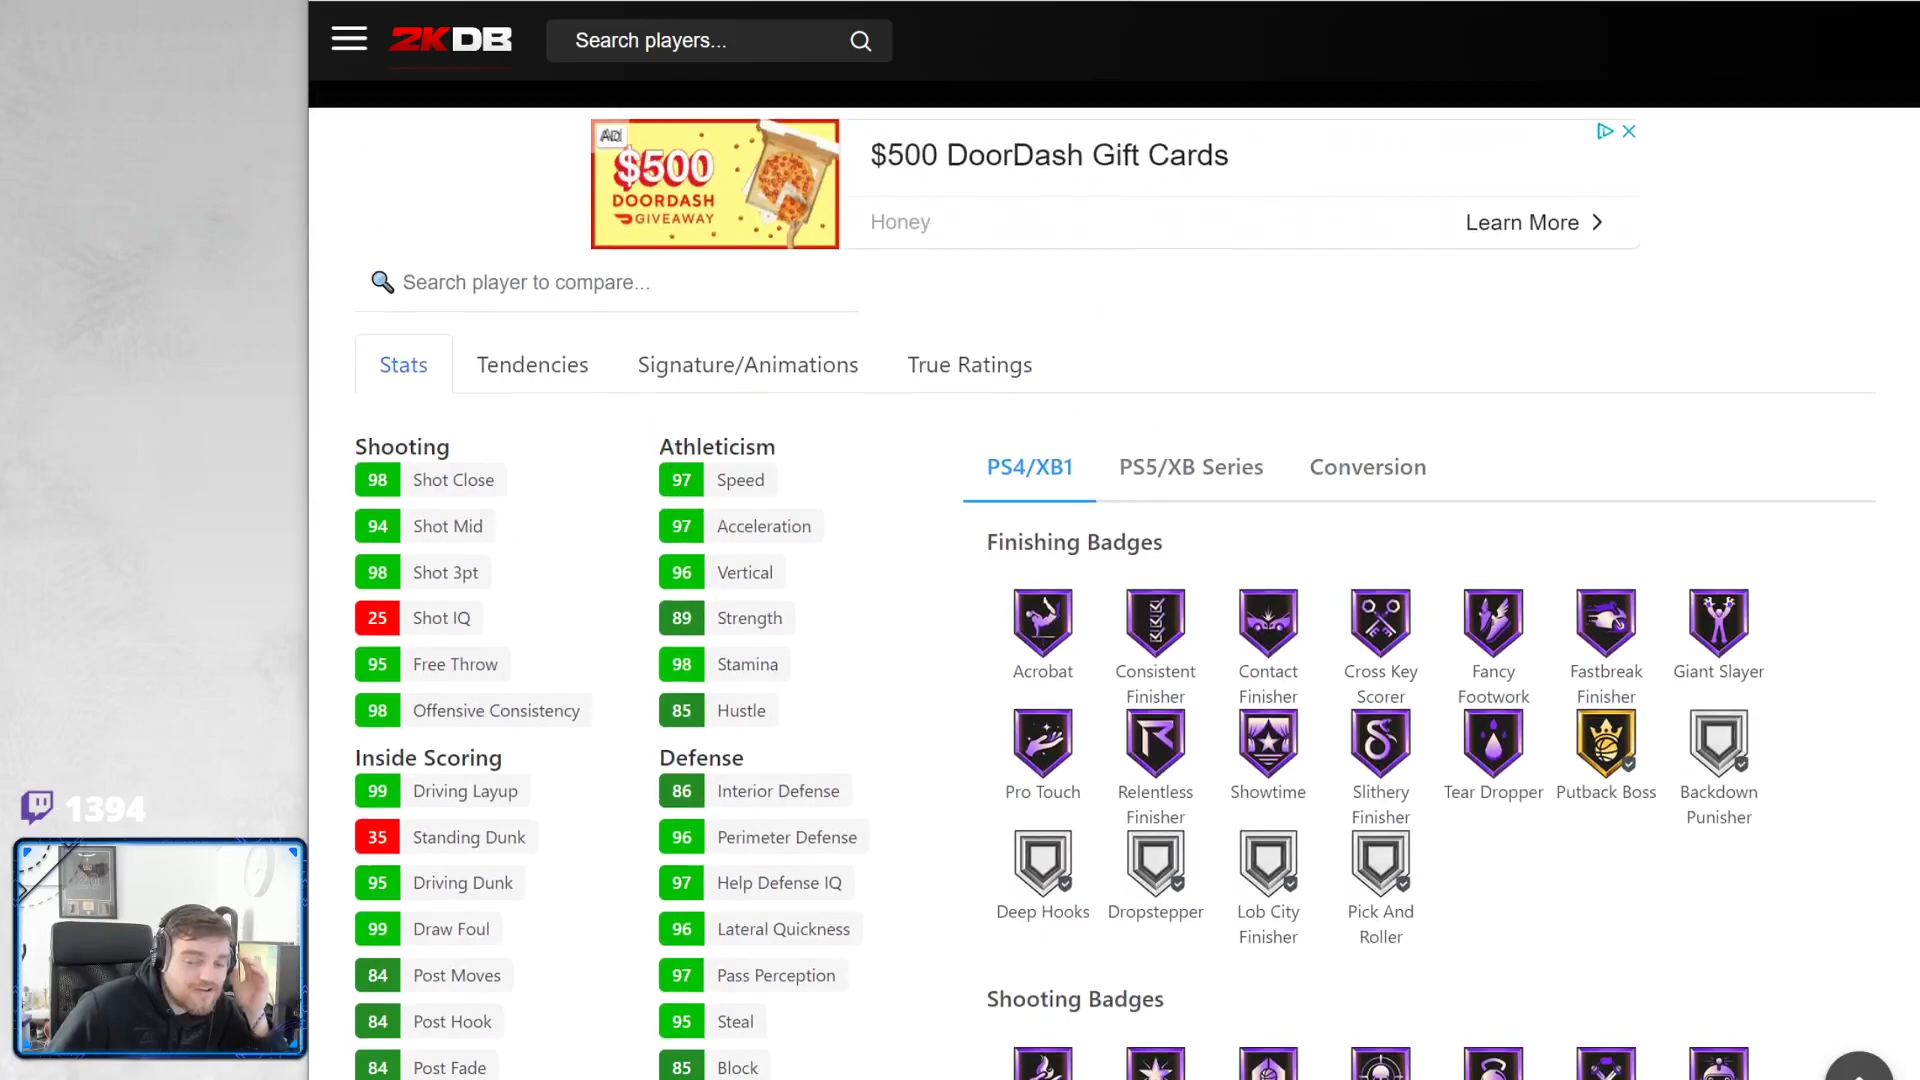 2KDB
Search players...
AD
$500
DOORDASH
GIVEAWAY
$500 DoorDash Gift Cards
Honey
Learn More
Search player to compare...
Stats
Tendencies
Signature/Animations
True Ratings
Shooting
98 Shot Close
94 Shot Mid
98 Shot 3pt
25 Shot IQ
95 Free Throw
98 Offensive Consistency
Inside Scoring
99 Driving Layup
35 Standing Dunk
95 Driving Dunk
99 Draw Foul
84 Post Moves
84 Post Hook
84 Post Fade
Athleticism
97 Speed
97 Acceleration
96 Vertical
89 Strength
98 Stamina
85 Hustle
Defense
86 Interior Defense
96 Perimeter Defense
97 Help Defense IQ
96 Lateral Quickness
97 Pass Perception
95 Steal
85 Block
PS4/XB1
PS5/XB Series
Conversion
Finishing Badges
Acrobat
Consistent
Finisher
Contact
Finisher
Cross Key
Scorer
Fancy
Footwork
Fastbreak
Finisher
Giant Slayer
Pro Touch
Relentless
Finisher
Showtime
Slithery
Finisher
Tear Dropper
Putback Boss
Backdown
Punisher
Deep Hooks
Dropstepper
Lob City
Finisher
Pick And
Roller
Shooting Badges
1394